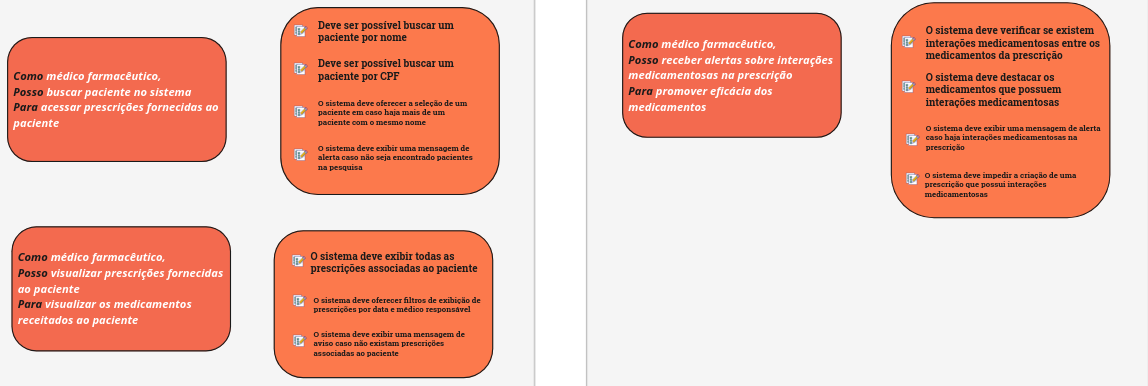 Como médico farmacêutico,
Posso buscar paciente no sistema
Para acessar prescrições fornecidas ao
paciente
Deve ser possível buscar um
paciente por nome
Deve ser possível buscar um
paciente por CPF
O sistema deve oferecer a seleção de um
paciente em caso haja mais de um
paciente com o mesmo nome
O sistema deve exibir uma mensagem de
alerta caso não seja encontrado pacientes
na pesquisa
Como médico farmacêutico,
Posso visualizar prescrições fornecidas
ao paciente
Para visualizar os medicamentos
receitados ao paciente
O sistema deve exibir todas as
prescrições associadas ao paciente
O sistema deve oferecer filtros de exibição de
prescrições por data e médico responsável
O sistema deve exibir uma mensagem de
aviso caso não existam prescrições
associadas ao paciente
Como médico farmacêutico,
Posso receber alertas sobre interações
medicamentosas na prescrição
Para promover eficácia dos
medicamentos
O sistema deve verificar se existem
interações medicamentosas entre os
medicamentos da prescrição
O sistema deve destacar os
medicamentos que possuem
interações medicamentosas
O sistema deve exibir uma mensagem de alerta
caso haja interações medicamentosas na
prescrição
O sistema deve impedir a criação de uma
prescrição que possui interações
medicamentosas